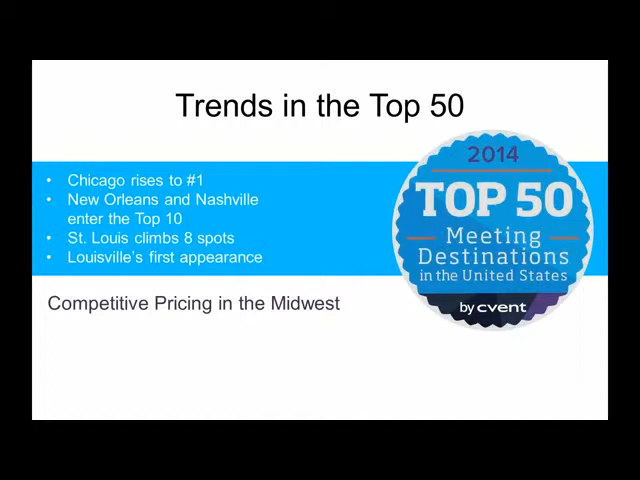 Trends in the Top 50
• Chicago rises to #1
• New Orleans and Nashville
enter the Top 10
• St. Louis climbs 8 spots
• Louisville's first appearance
Competitive Pricing in the Midwest
2014
TOP 50
Meeting
Destinations
in the United States
by cvent